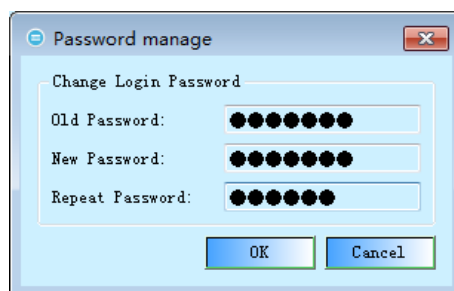 Password manage
Change Login Password
Old Password: ●●●●●●●
New Password: ●●●●●●●
Repeat Password: ●●●●●●
OK Cancel